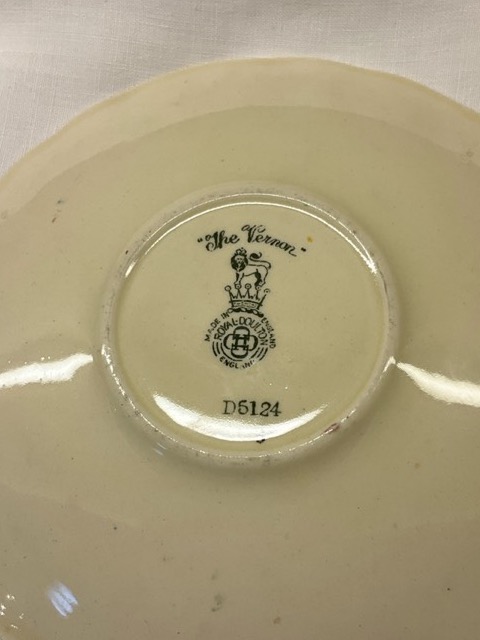 "The Vernon"
MADE IN ENGLAND
ROYAL·DOULTON
ENGLAND
D5124